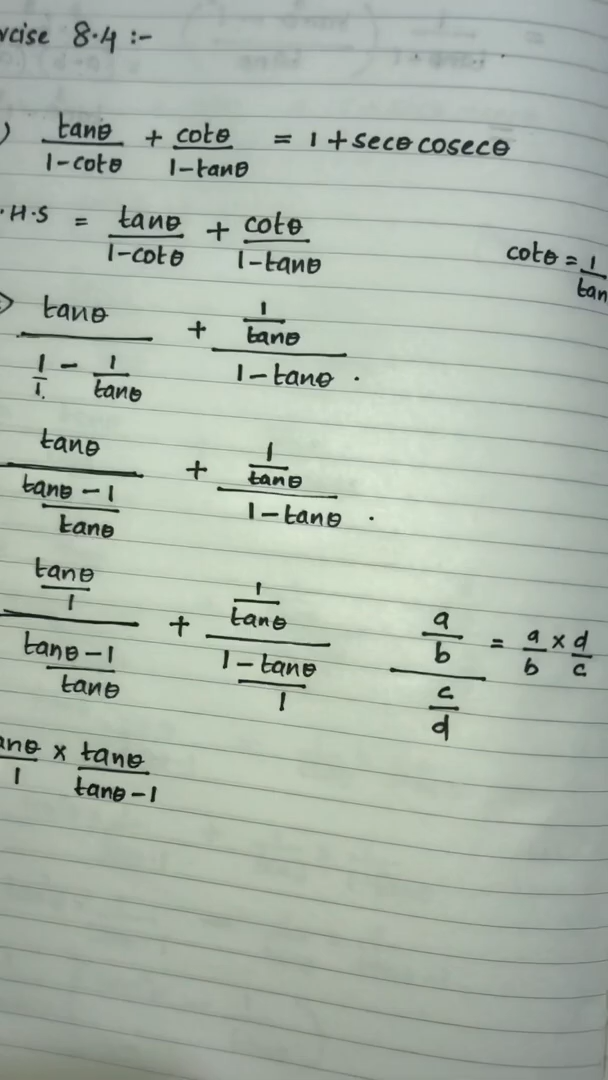 rcise 8.4 :-
) tanθ/1-cotθ + cotθ/1-tanθ = 1 + secθ cosecθ
.H.S = tanθ/1-cotθ + cotθ/1-tanθ
cotθ = 1/tan
tanθ/(1/1. - 1/tanθ) + (1/tanθ)/(1-tanθ) .
tanθ/((tanθ-1)/tanθ) + (1/tanθ)/(1-tanθ) .
(tanθ/1)/((tanθ-1)/tanθ) + (1/tanθ)/((1-tanθ)/1)
(a/b)/(c/d) = a/b × d/c
anθ/1 × tanθ/tanθ-1